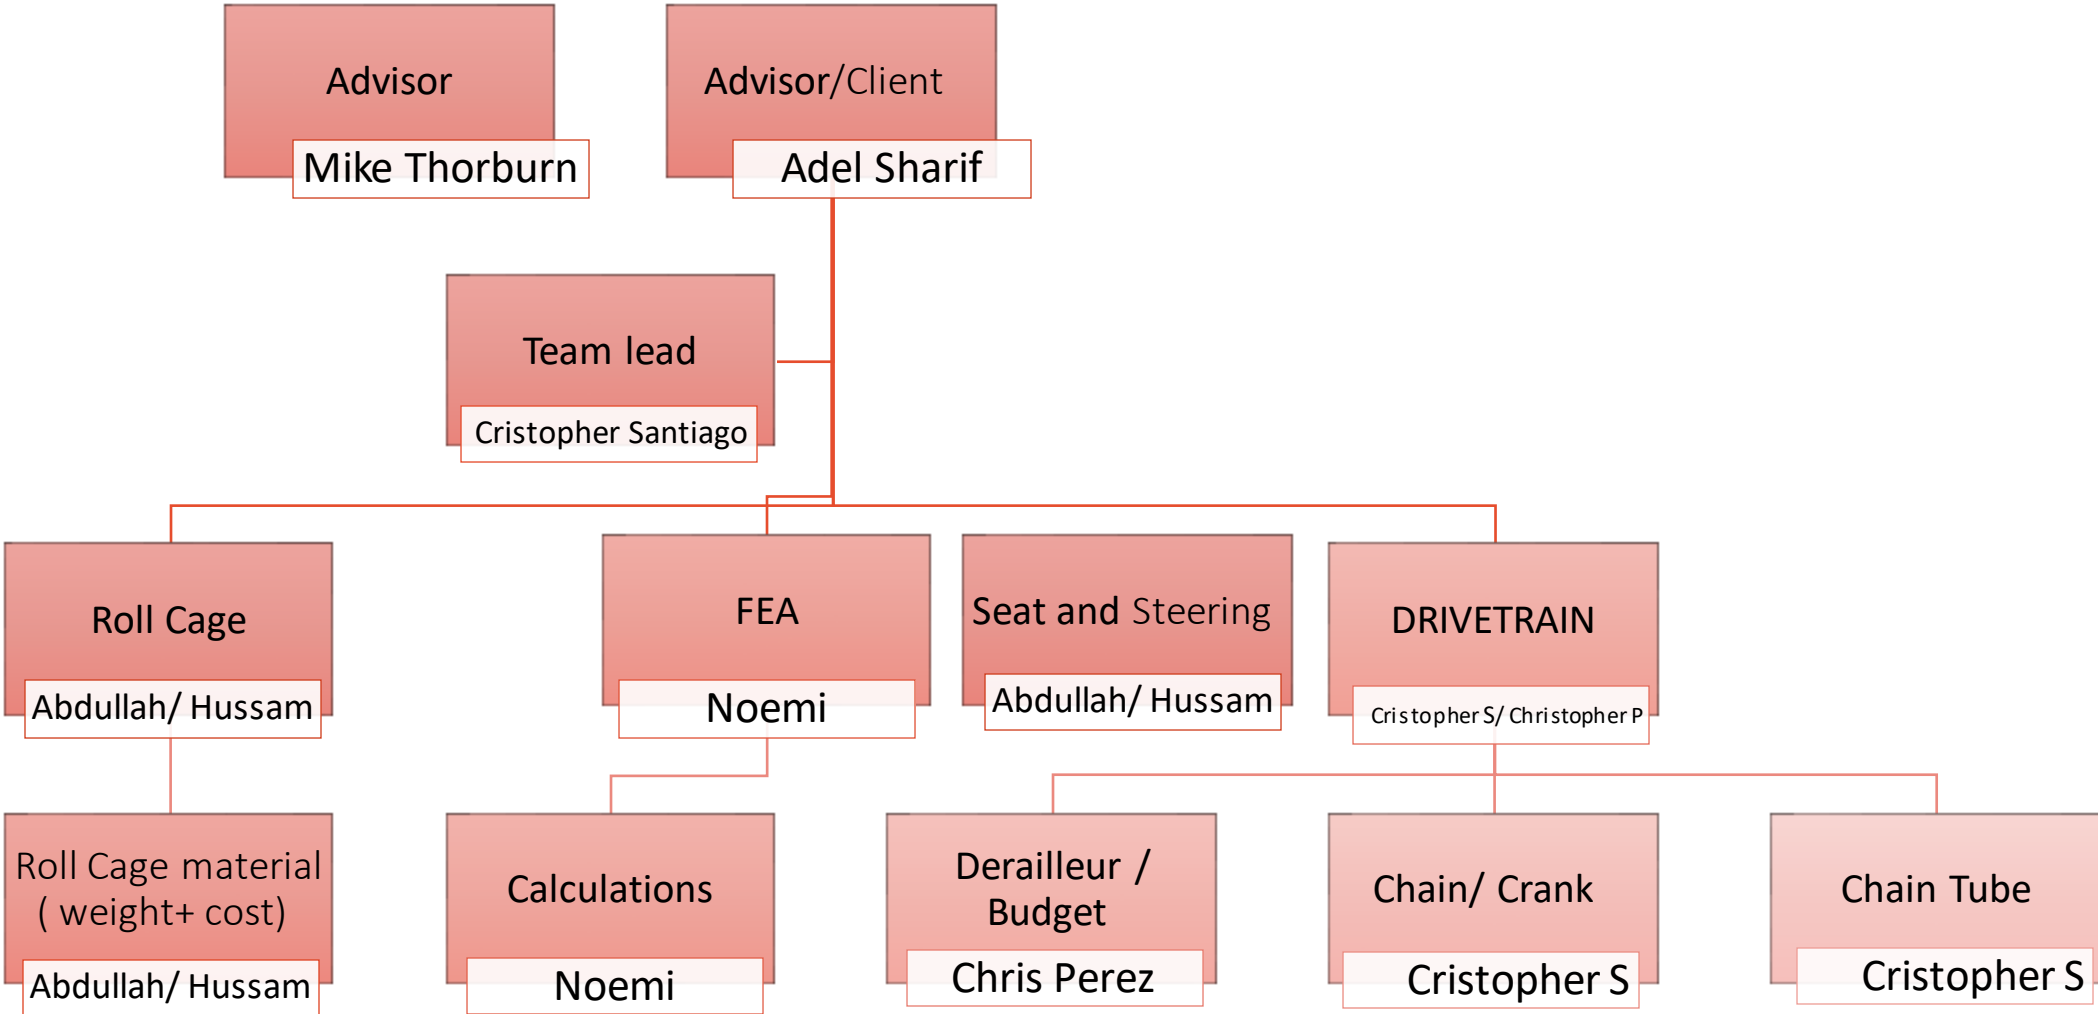 Advisor
Mike Thorburn
Advisor/Client
Adel Sharif
Team lead
Cristopher Santiago
Roll Cage
Abdullah/ Hussam
FEA
Noemi
Seat and Steering
Abdullah/ Hussam
DRIVETRAIN
Cristopher S/ Christopher P
Roll Cage material
( weight+ cost)
Abdullah/ Hussam
Calculations
Noemi
Derailleur /
Budget
Chris Perez
Chain/ Crank
Cristopher S
Chain Tube
Cristopher S